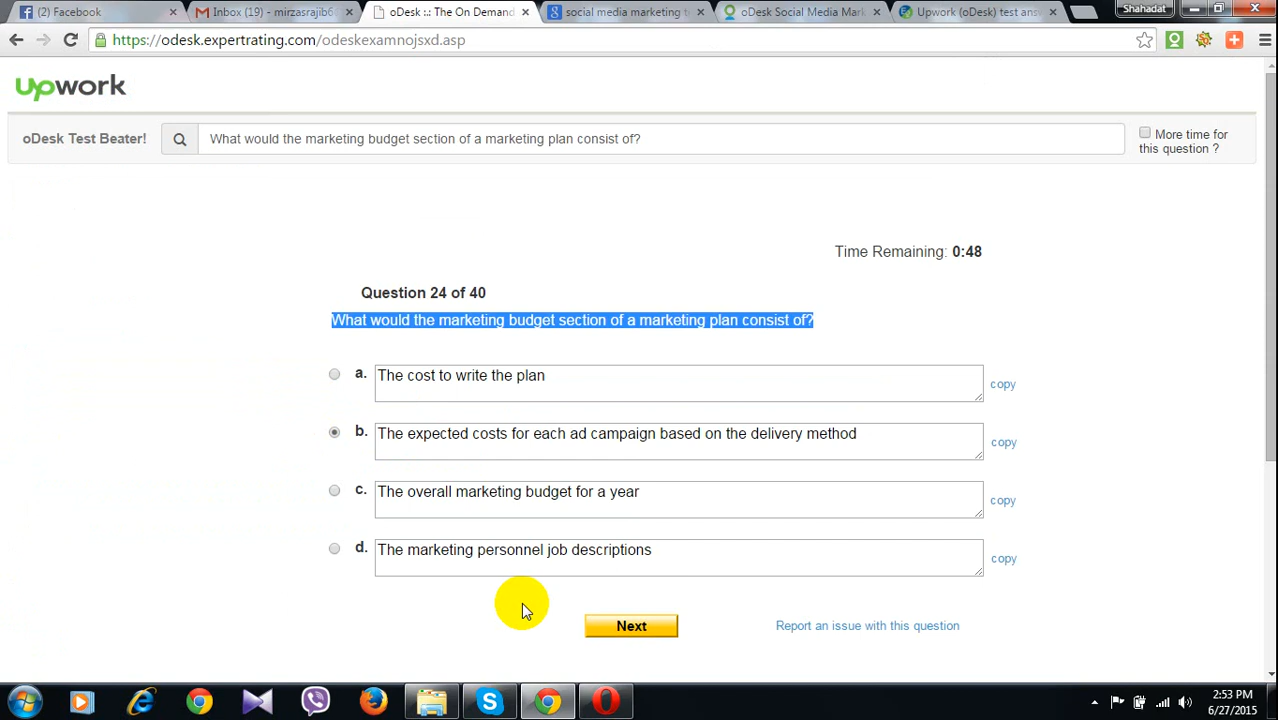 (2) Facebook
Inbox (19) - mirzasrajib6
oDesk :.: The On Demand
social media marketing t
oDesk Social Media Mark
Upwork (oDesk) test ans
Shahadat
https://odesk.expertrating.com/odeskexamnojsxd.asp
upwork
oDesk Test Beater!
What would the marketing budget section of a marketing plan consist of?
More time for
this question ?
Time Remaining: 0:48
Question 24 of 40
What would the marketing budget section of a marketing plan consist of?
a. The cost to write the plan copy
b. The expected costs for each ad campaign based on the delivery method copy
c. The overall marketing budget for a year copy
d. The marketing personnel job descriptions copy
Next
Report an issue with this question
2:53 PM
6/27/2015